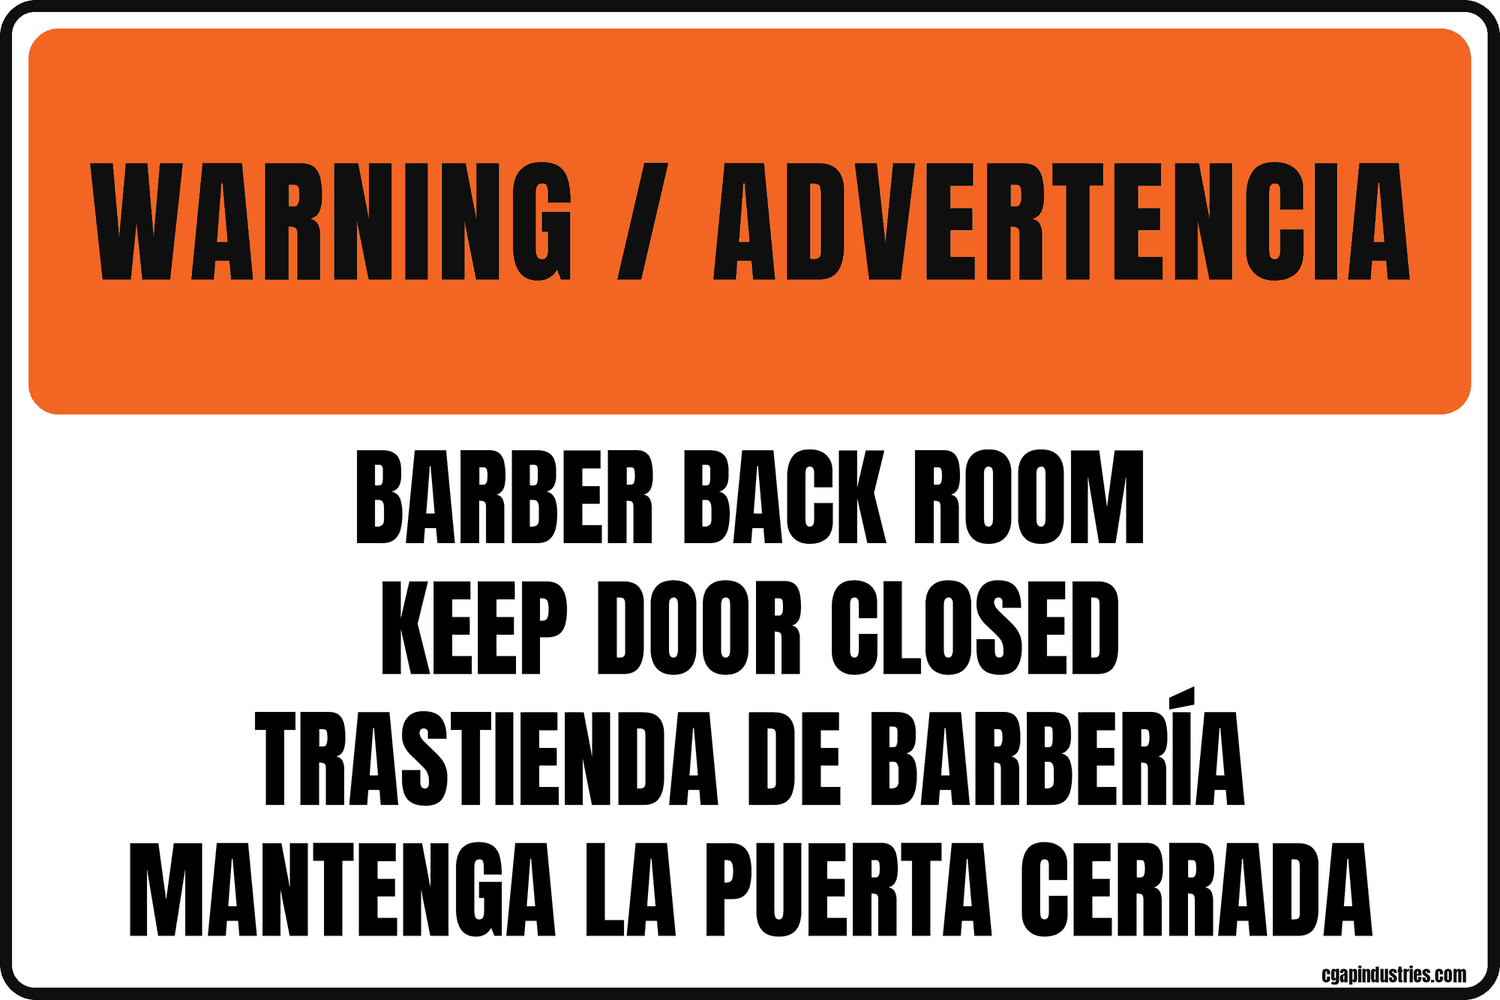 WARNING / ADVERTENCIA
BARBER BACK ROOM
KEEP DOOR CLOSED
TRASTIENDA DE BARBERÍA
MANTENGA LA PUERTA CERRADA
cgapindustries.com